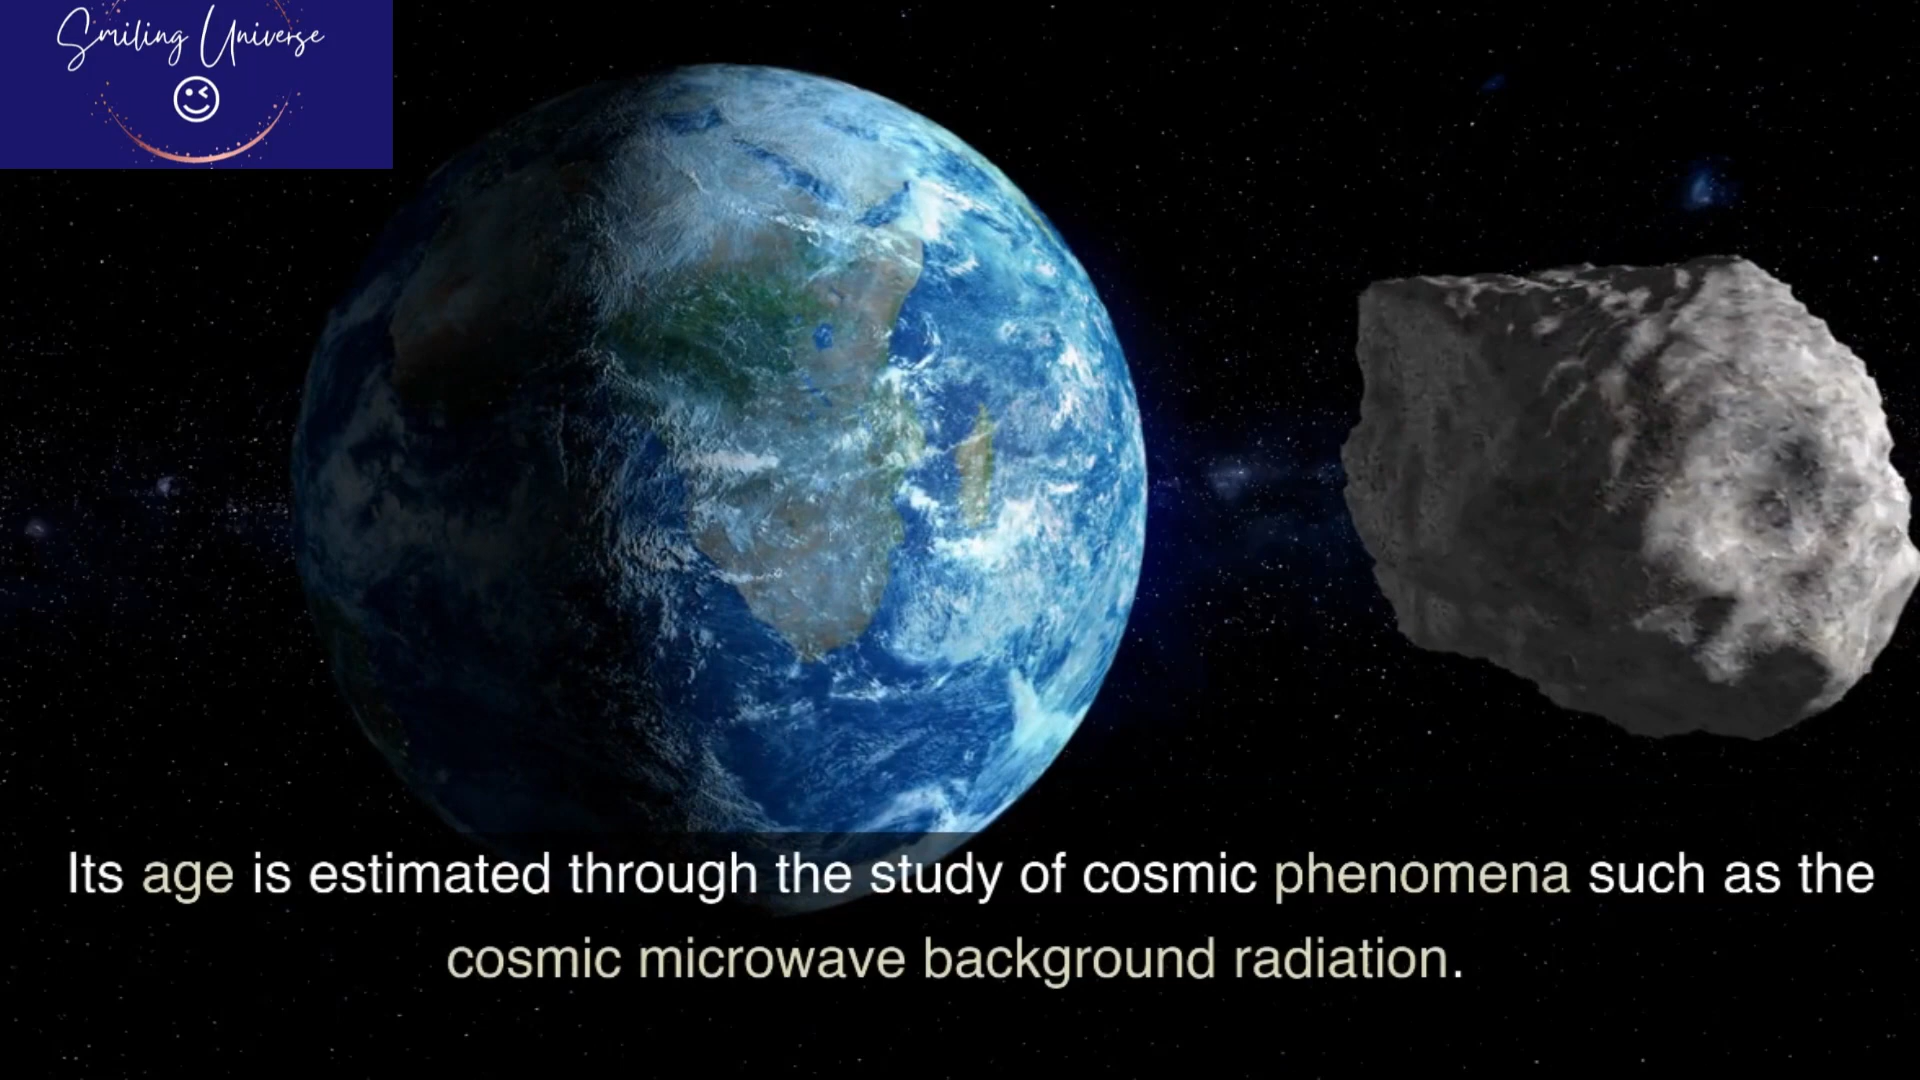 Smiling Universe
Its age is estimated through the study of cosmic phenomena such as the
cosmic microwave background radiation.